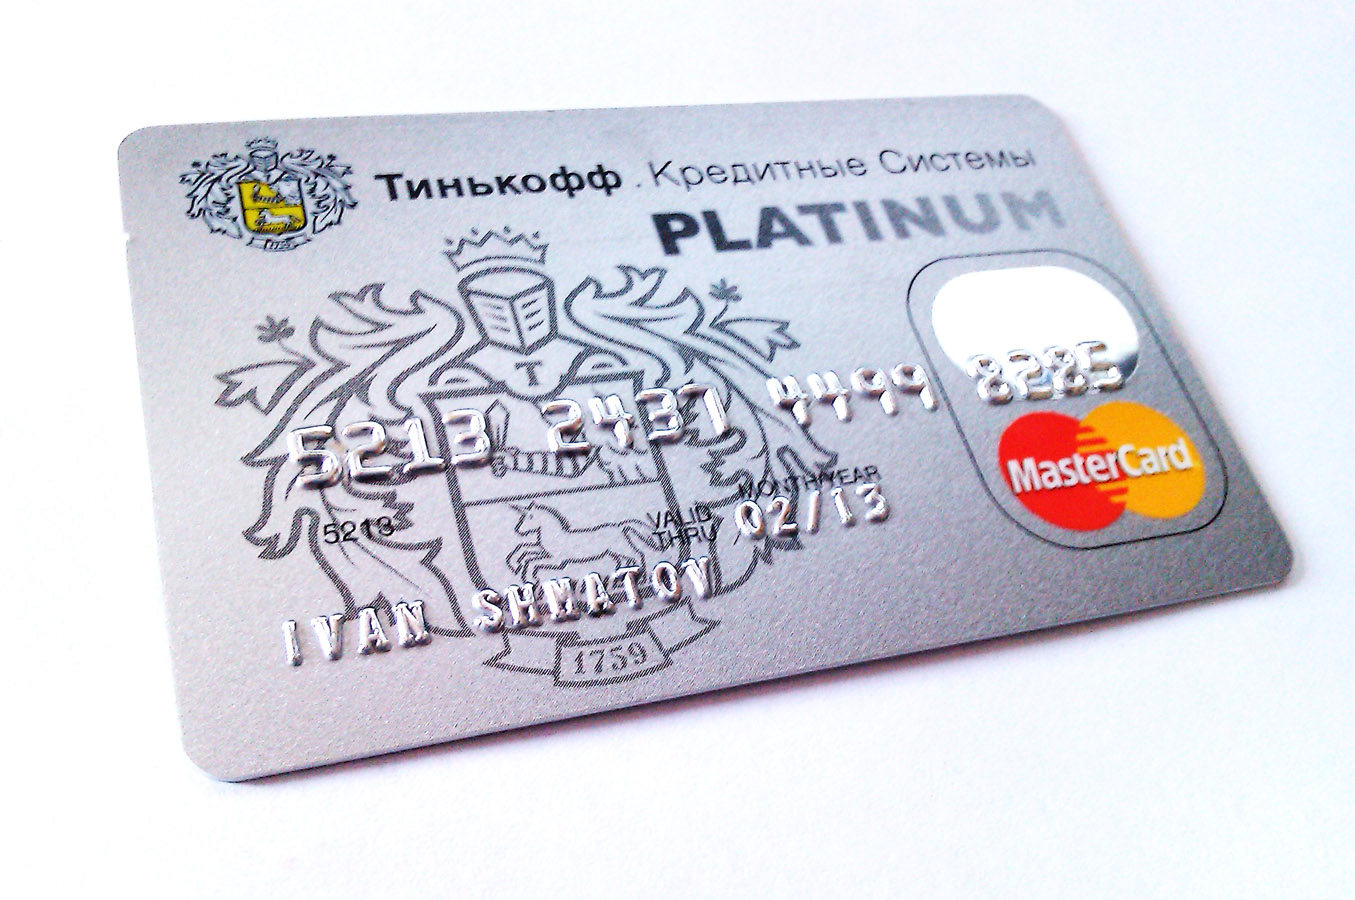 Тинькофф . Кредитные Системы
PLATINUM
T
5213 2437 4499 8285
MasterCard
5213
VALID THRU
MONTH/YEAR
02/13
IVAN SHMATOV
1759